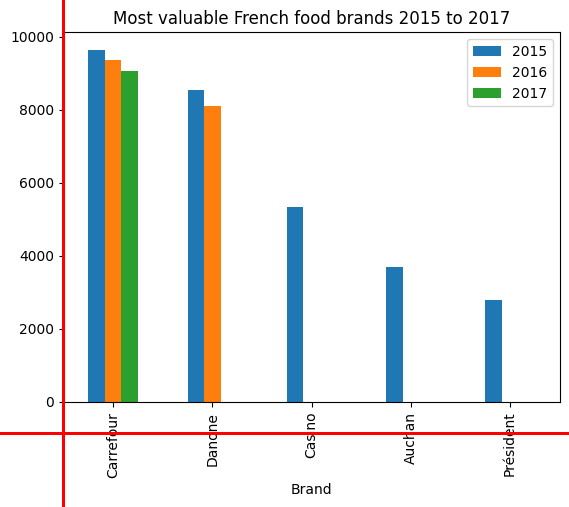 Most valuable French food brands 2015 to 2017
2015
2016
2017
10000
8000
6000
4000
2000
0
Carrefour
Danone
Casino
Auchan
Président
Brand